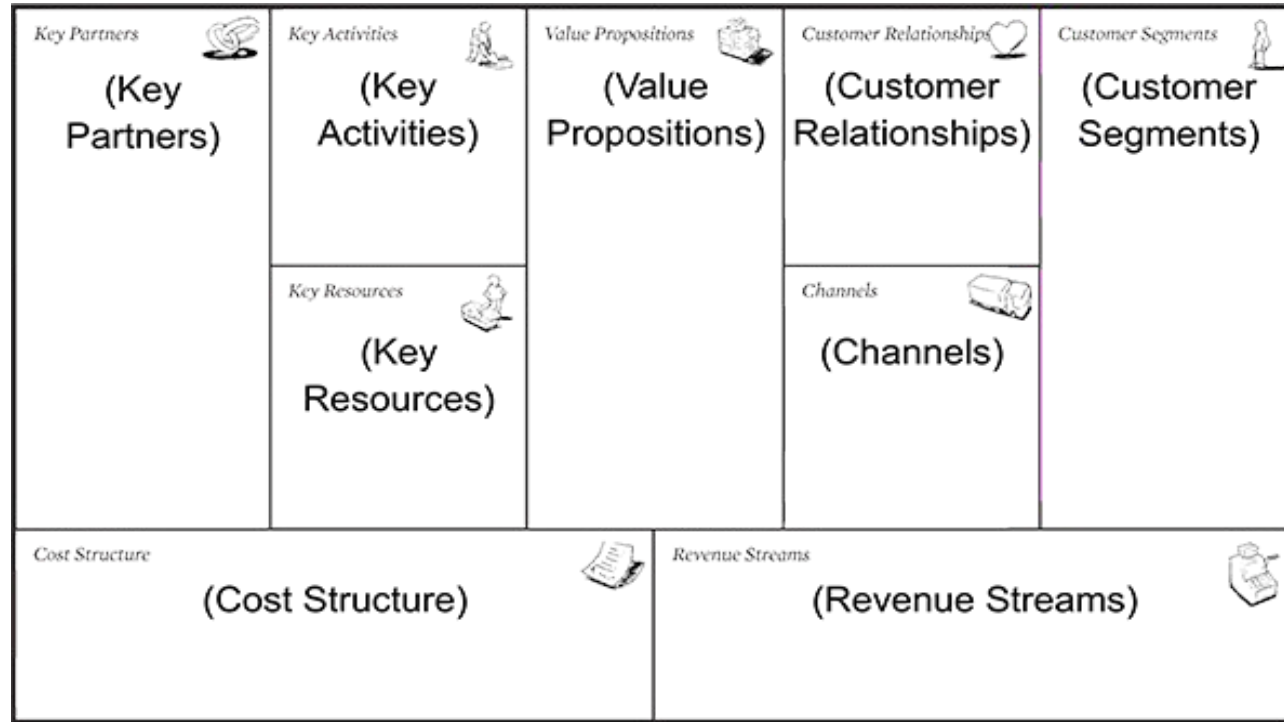 Key Partners
(Key
Partners)
Key Activities
(Key
Activities)
Key Resources
(Key
Resources)
Value Propositions
(Value
Propositions)
Customer Relationships
(Customer
Relationships)
Channels
(Channels)
Customer Segments
(Customer
Segments)
Cost Structure
(Cost Structure)
Revenue Streams
(Revenue Streams)